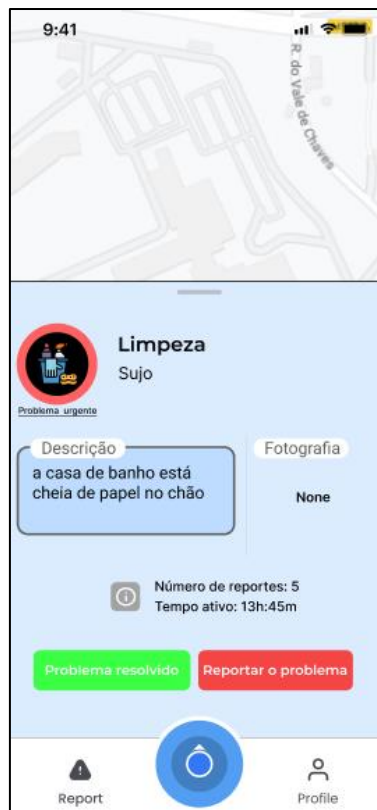 9:41
R. do Vale de Chaves
Limpeza
Sujo
Problema urgente
Descrição
Fotografia
a casa de banho está
cheia de papel no chão
None
Número de reportes: 5
Tempo ativo: 13h:45m
Problema resolvido
Reportar o problema
Report
Profile